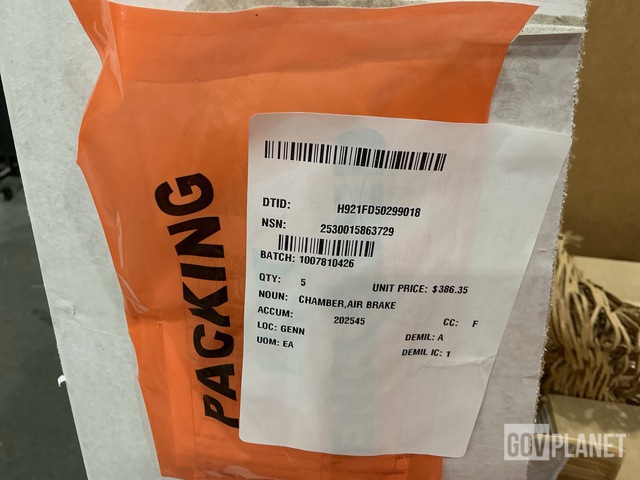 PACKING
DTID: H921FD50299018
NSN: 2530015863729
BATCH: 1007810426
QTY: 5 UNIT PRICE: $386.35
NOUN: CHAMBER,AIR BRAKE
ACCUM: 202545 CC: F
LOC: GENN DEMIL: A
UOM: EA DEMIL IC: 1
GOVPLANET